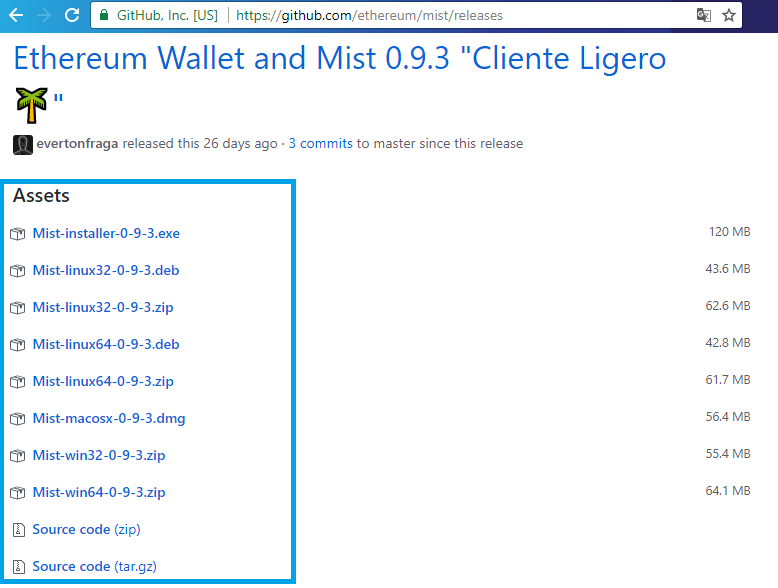 GitHub, Inc. [US] https://github.com/ethereum/mist/releases
Ethereum Wallet and Mist 0.9.3 "Cliente Ligero
🌴"
evertonfraga released this 26 days ago · 3 commits to master since this release
Assets
Mist-installer-0-9-3.exe 120 MB
Mist-linux32-0-9-3.deb 43.6 MB
Mist-linux32-0-9-3.zip 62.6 MB
Mist-linux64-0-9-3.deb 42.8 MB
Mist-linux64-0-9-3.zip 61.7 MB
Mist-macosx-0-9-3.dmg 56.4 MB
Mist-win32-0-9-3.zip 55.4 MB
Mist-win64-0-9-3.zip 64.1 MB
Source code (zip)
Source code (tar.gz)